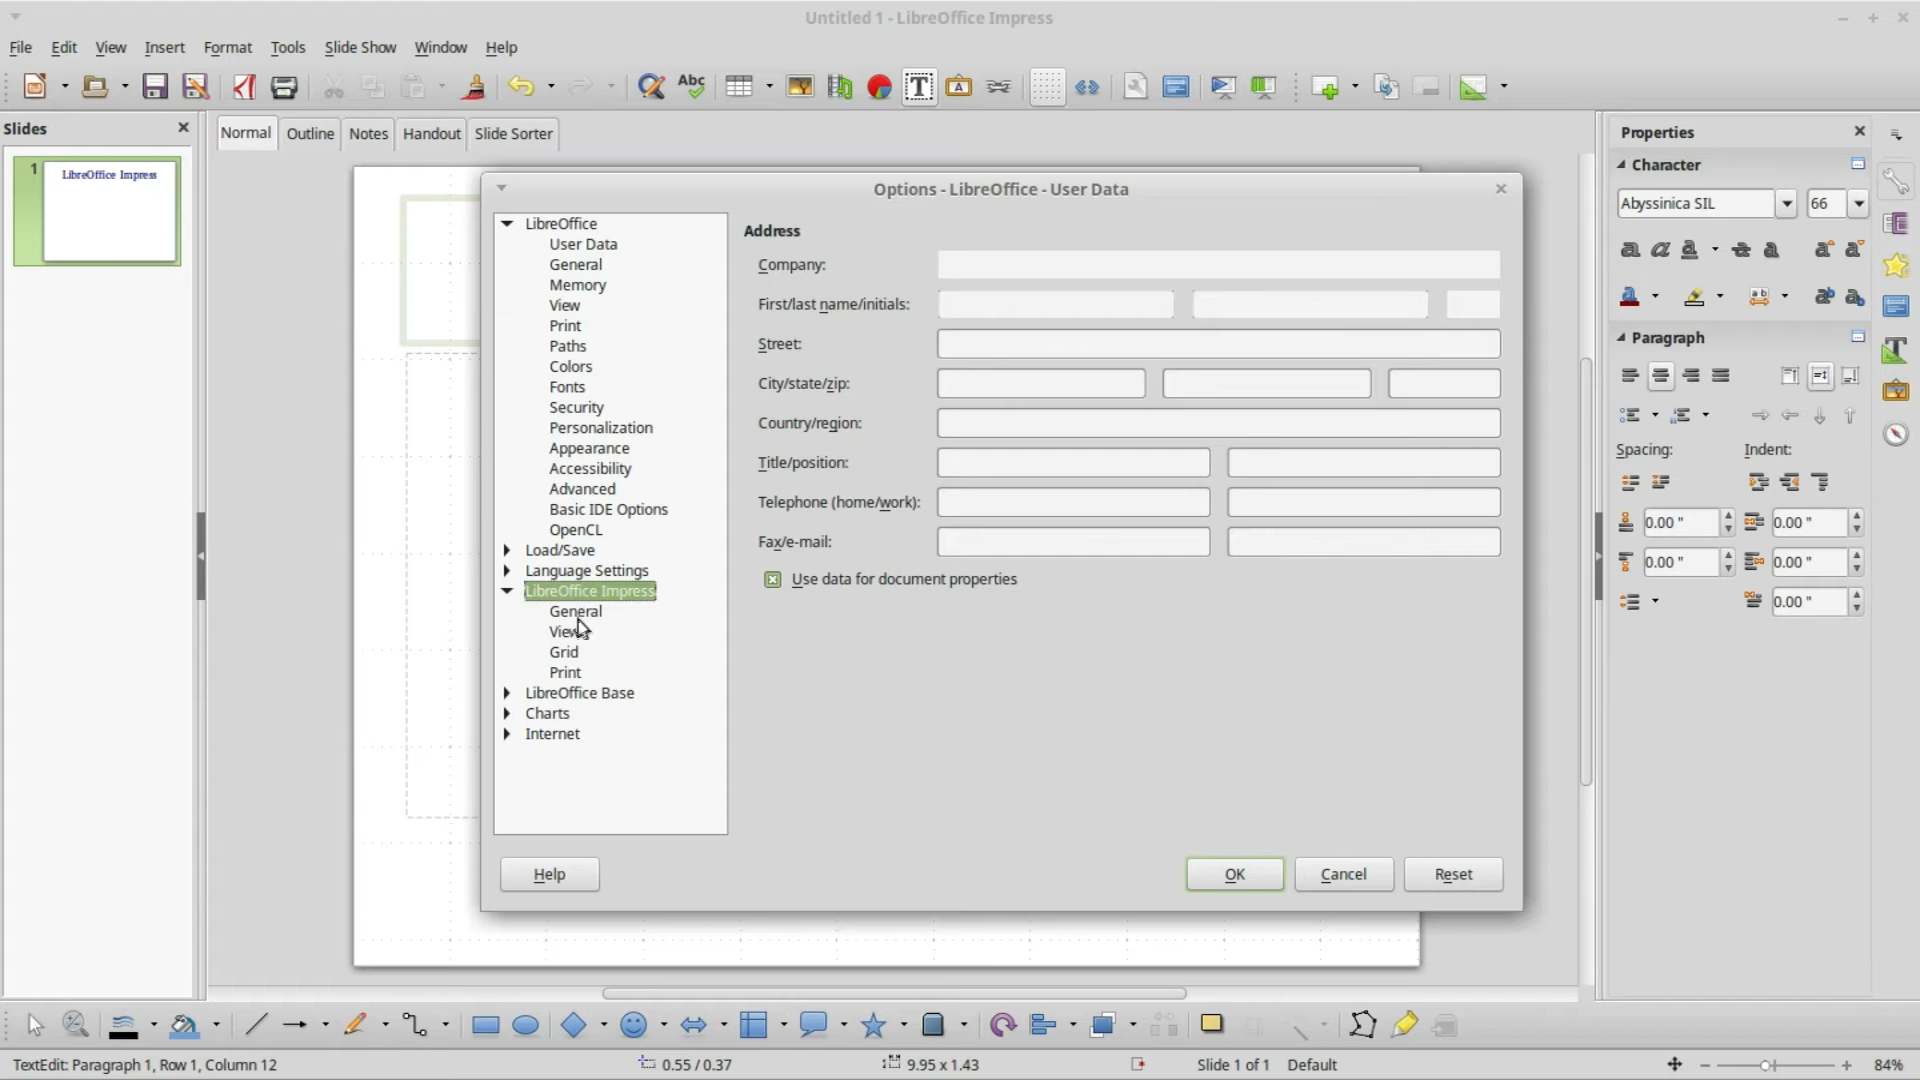 Untitled 1 - LibreOffice Impress
File Edit View Insert Format Tools Slide Show Window Help
Abc
Slides
1
LibreOffice Impress
Normal Outline Notes Handout Slide Sorter
Options - LibreOffice - User Data
LibreOffice
User Data
General
Memory
View
Print
Paths
Colors
Fonts
Security
Personalization
Appearance
Accessibility
Advanced
Basic IDE Options
OpenCL
Load/Save
Language Settings
LibreOffice Impress
General
View
Grid
Print
LibreOffice Base
Charts
Internet
Address
Company:
First/last name/initials:
Street:
City/state/zip:
Country/region:
Title/position:
Telephone (home/work):
Fax/e-mail:
Use data for document properties
Help OK Cancel Reset
Properties
Character
Abyssinica SIL 66
Paragraph
Spacing: Indent:
0.00 " 0.00 "
0.00 " 0.00 "
0.00 "
TextEdit: Paragraph 1, Row 1, Column 12 0.55 / 0.37 9.95 x 1.43 Slide 1 of 1 Default 84%